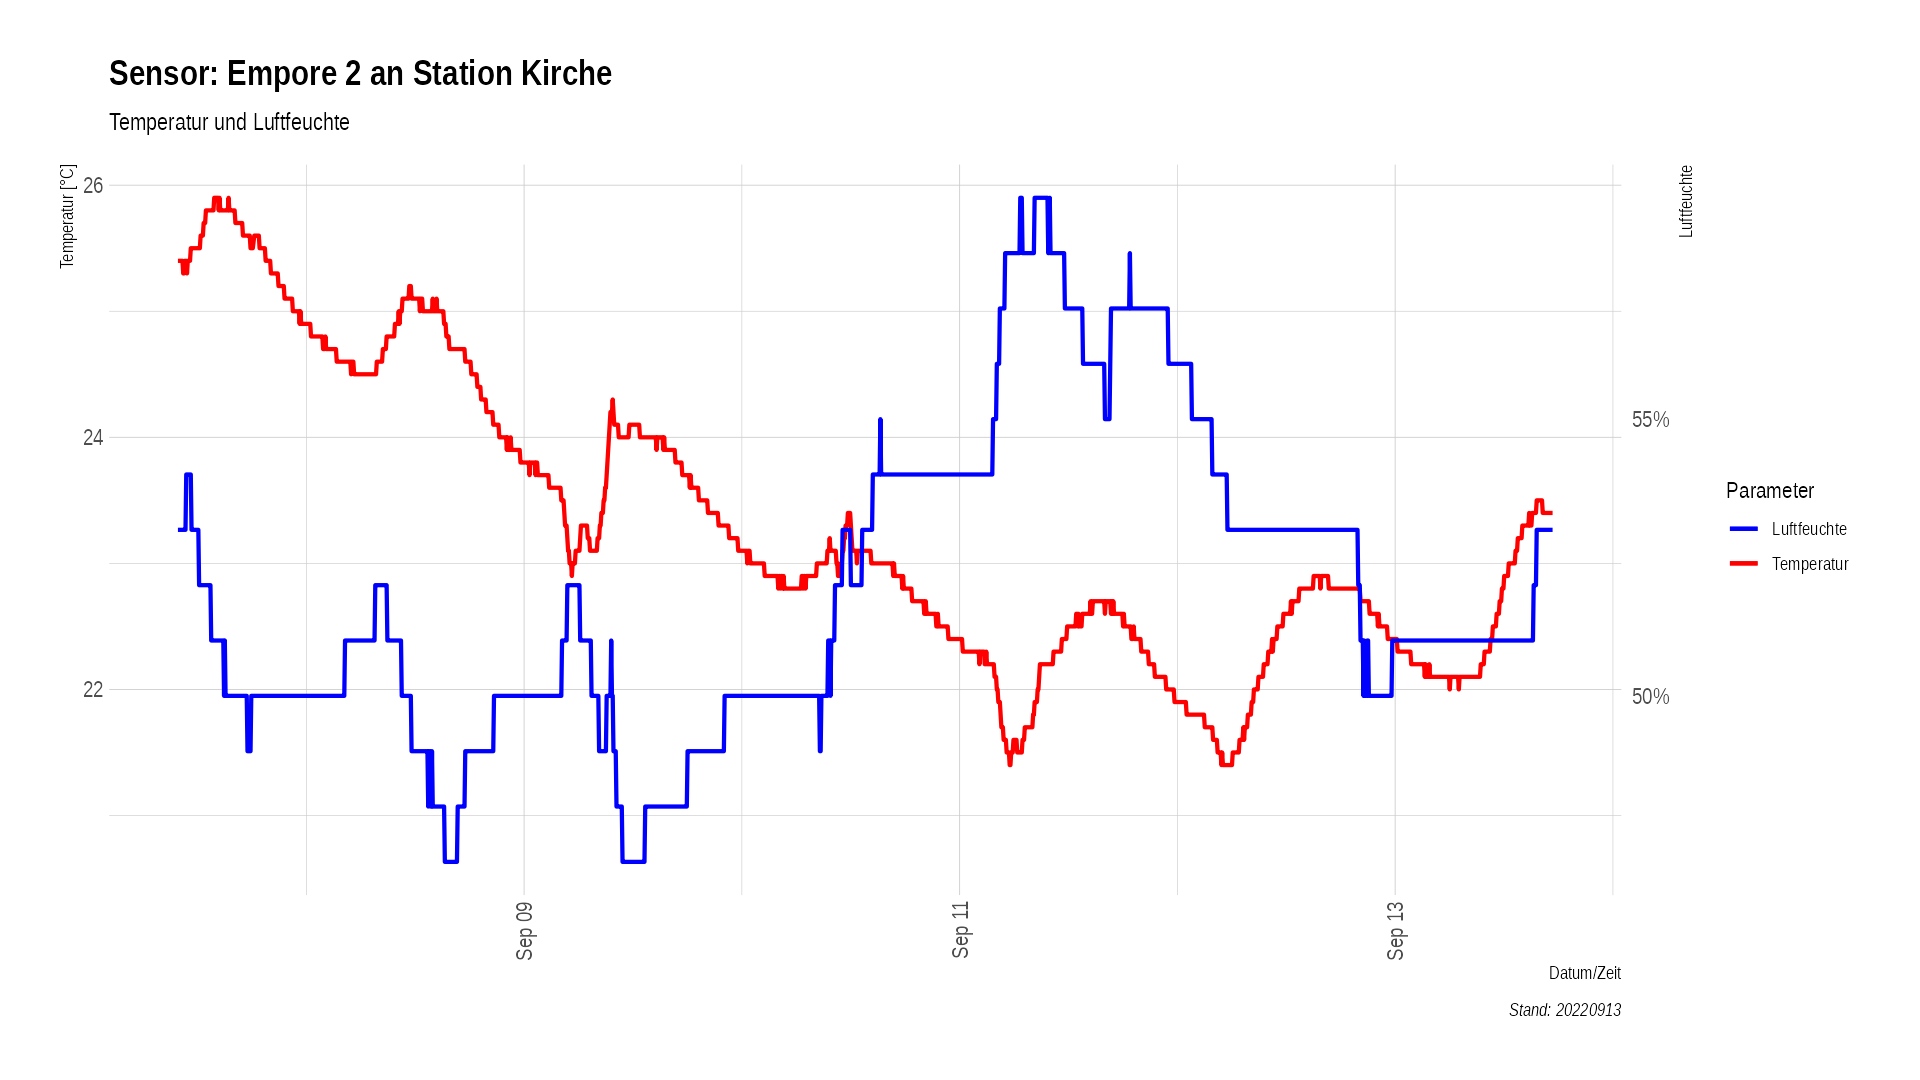 Sensor: Empore 2 an Station Kirche
Temperatur und Luftfeuchte
Temperatur [°C]
26
24
22
Luftfeuchte
55%
50%
Parameter
Luftfeuchte
Temperatur
Sep 09
Sep 11
Sep 13
Datum/Zeit
Stand: 20220913